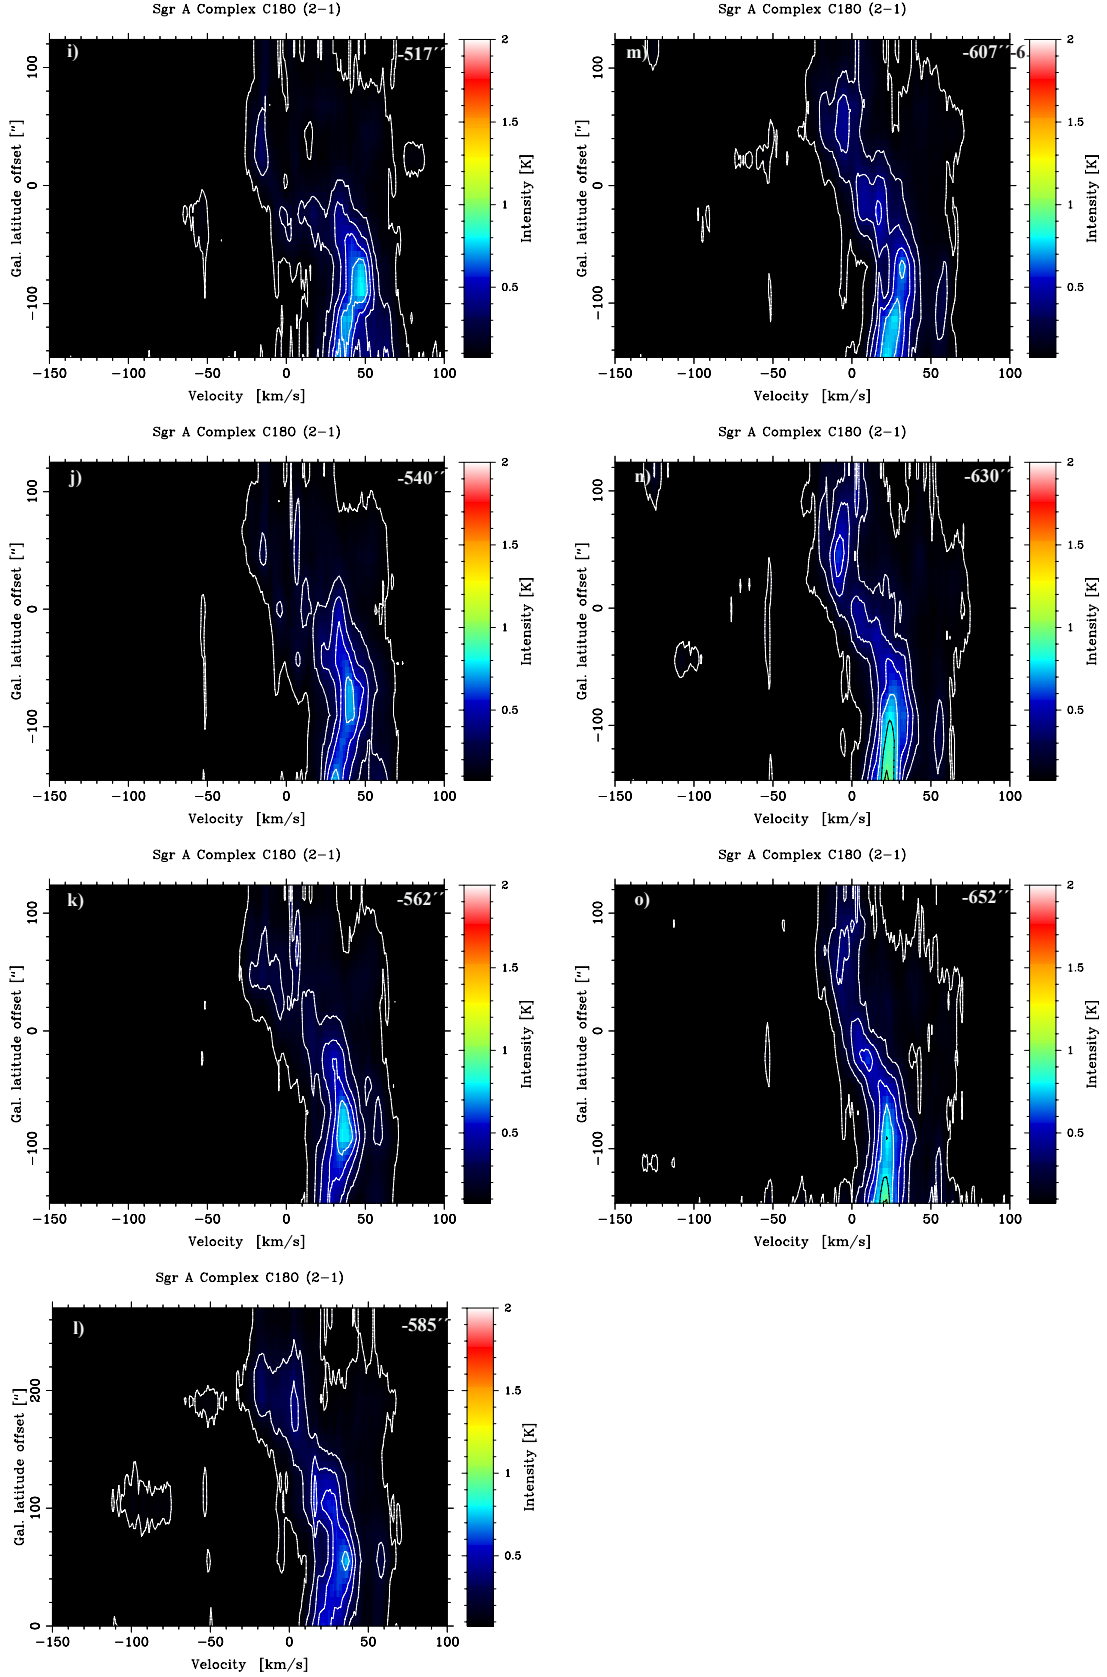 Sgr A Complex C18O (2−1)
i)
-517´´
Gal. latitude offset ["]
100
0
−100
−150 −100 −50 0 50 100
Velocity [km/s]
2
1.5
1
0.5
Intensity [K]
Sgr A Complex C18O (2−1)
m)
-607´´-6
Gal. latitude offset ["]
100
0
−100
−150 −100 −50 0 50 100
Velocity [km/s]
2
1.5
1
0.5
Intensity [K]
Sgr A Complex C18O (2−1)
j)
-540´´
Gal. latitude offset ["]
100
0
−100
−150 −100 −50 0 50 100
Velocity [km/s]
2
1.5
1
0.5
Intensity [K]
Sgr A Complex C18O (2−1)
n)
-630´´
Gal. latitude offset ["]
100
0
−100
−150 −100 −50 0 50 100
Velocity [km/s]
2
1.5
1
0.5
Intensity [K]
Sgr A Complex C18O (2−1)
k)
-562´´
Gal. latitude offset ["]
100
0
−100
−150 −100 −50 0 50 100
Velocity [km/s]
2
1.5
1
0.5
Intensity [K]
Sgr A Complex C18O (2−1)
o)
-652´´
Gal. latitude offset ["]
100
0
−100
−150 −100 −50 0 50 100
Velocity [km/s]
2
1.5
1
0.5
Intensity [K]
Sgr A Complex C18O (2−1)
l)
-585´´
Gal. latitude offset ["]
200
100
0
−150 −100 −50 0 50 100
Velocity [km/s]
2
1.5
1
0.5
Intensity [K]